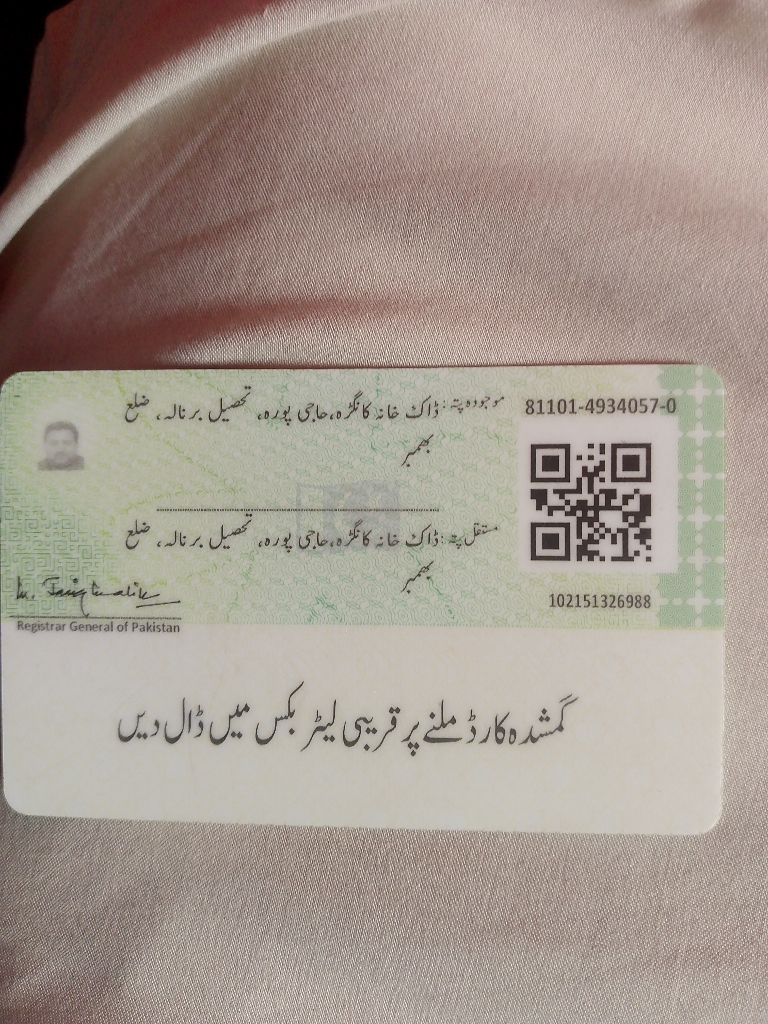 81101-4934057-0
موجودہ پتہ: ڈاک خانہ کانگڑہ، حاجی پورہ، تحصیل برنالہ، ضلع
بھمبر
مستقل پتہ: ڈاک خانہ کانگڑہ، حاجی پورہ، تحصیل برنالہ، ضلع
بھمبر
102151326988
Registrar General of Pakistan
گمشدہ کارڈ ملنے پر قریبی لیٹر بکس میں ڈال دیں